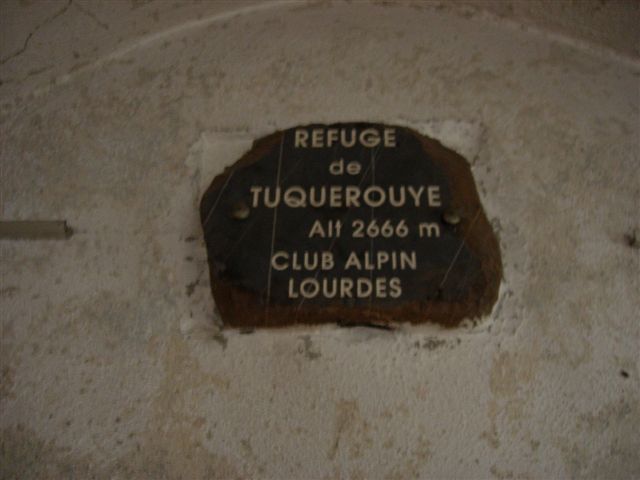 REFUGE
de
TUQUEROUYE
Alt 2666 m
CLUB ALPIN
LOURDES